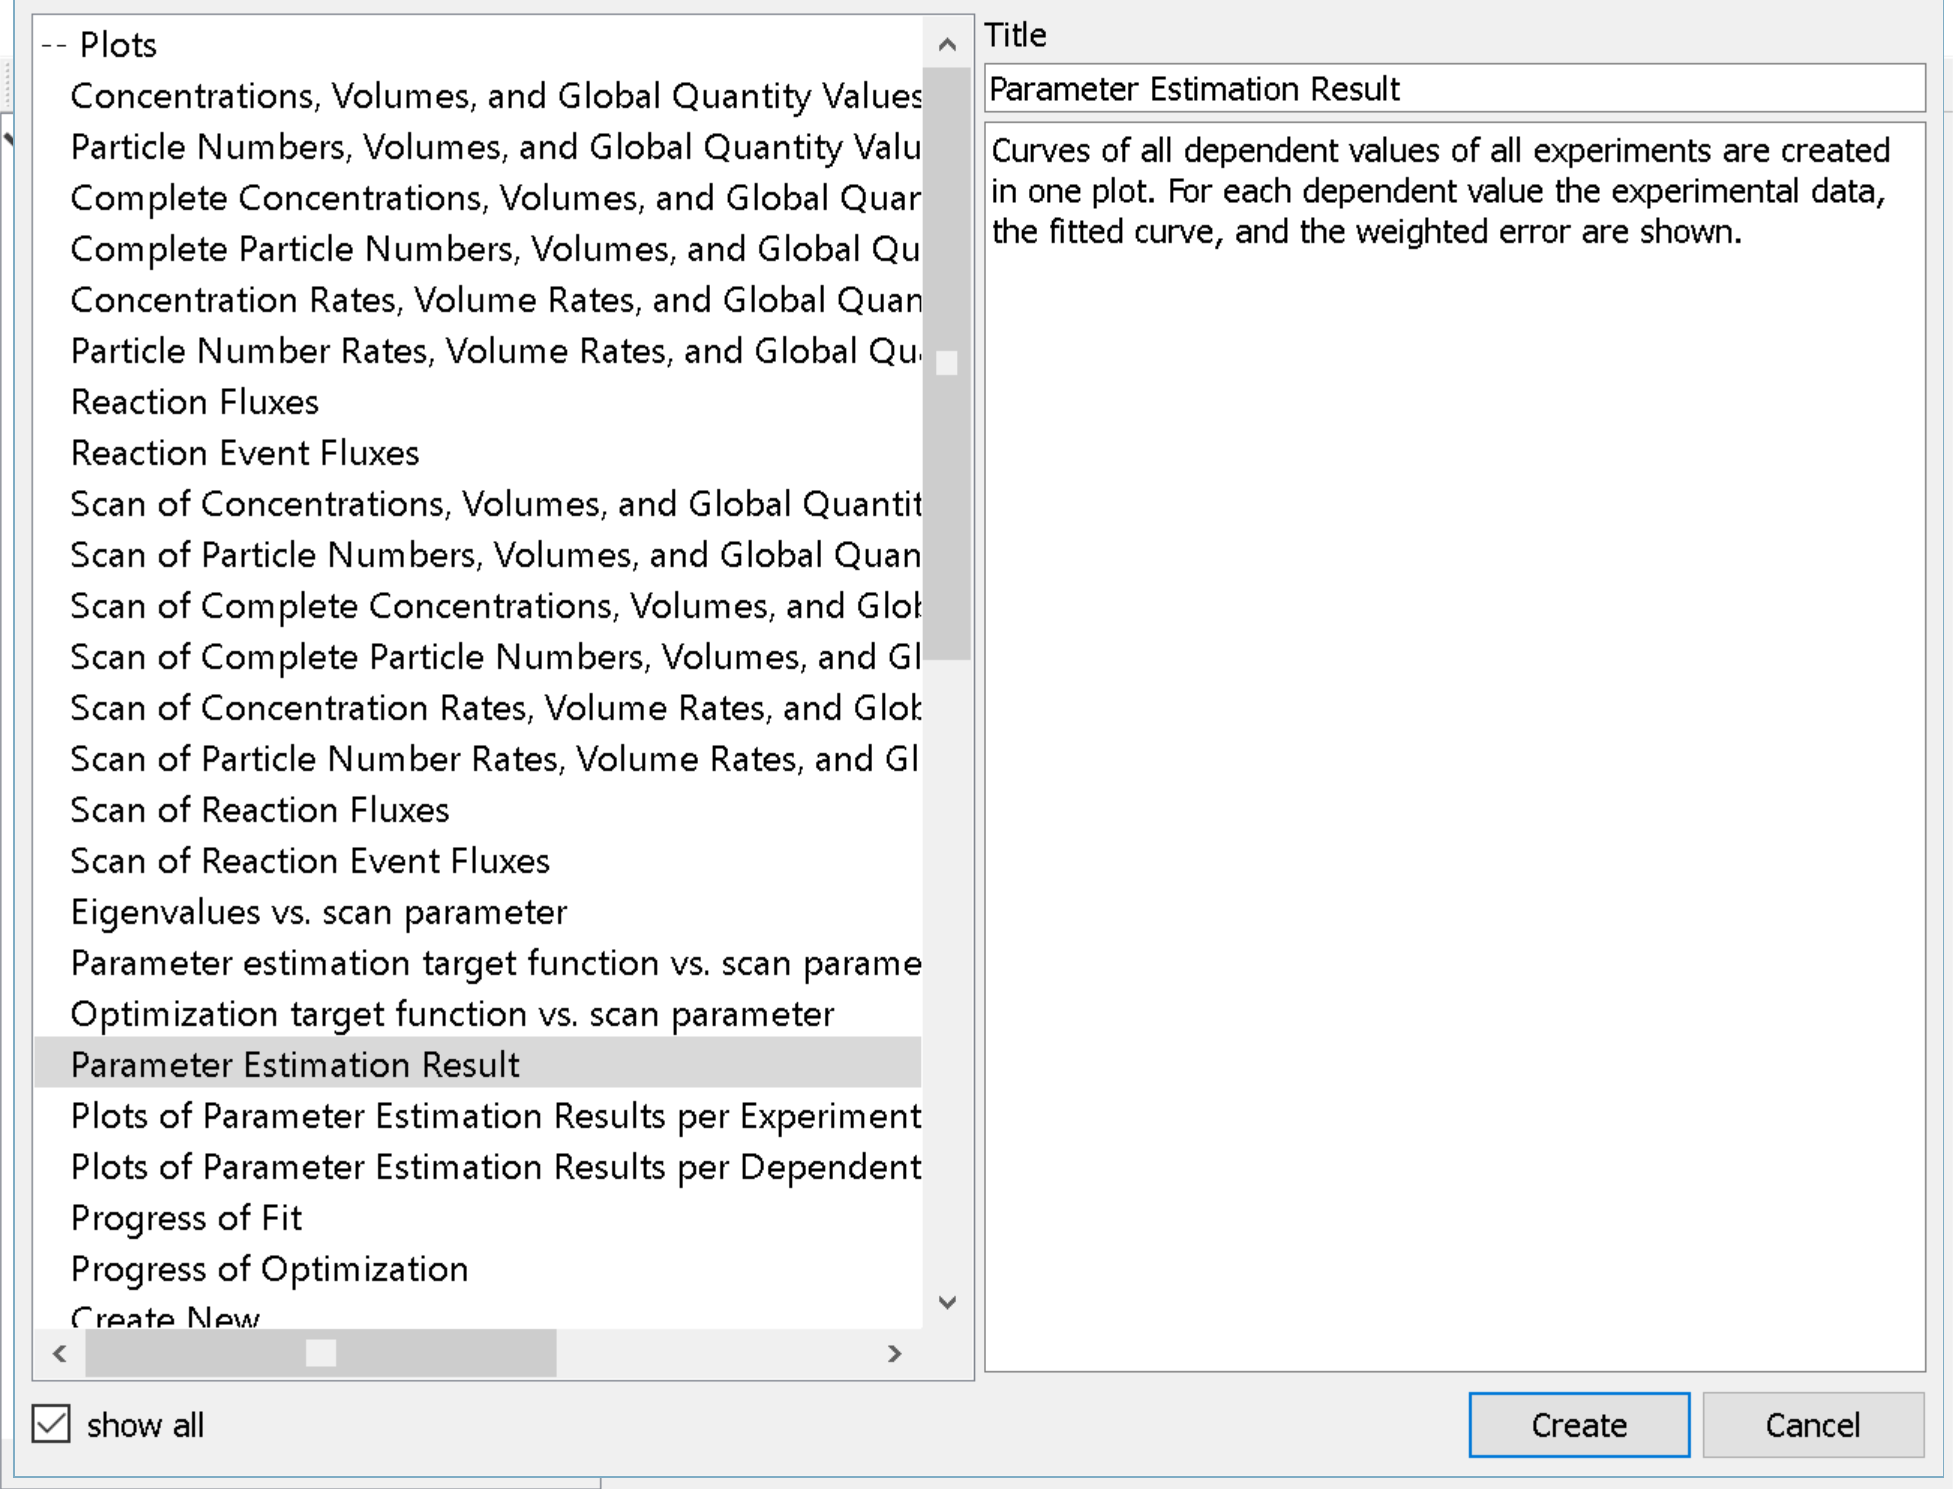 -- Plots
Concentrations, Volumes, and Global Quantity Values
Particle Numbers, Volumes, and Global Quantity Valu
Complete Concentrations, Volumes, and Global Quan
Complete Particle Numbers, Volumes, and Global Qu
Concentration Rates, Volume Rates, and Global Quan
Particle Number Rates, Volume Rates, and Global Qu
Reaction Fluxes
Reaction Event Fluxes
Scan of Concentrations, Volumes, and Global Quantit
Scan of Particle Numbers, Volumes, and Global Quan
Scan of Complete Concentrations, Volumes, and Glob
Scan of Complete Particle Numbers, Volumes, and Gl
Scan of Concentration Rates, Volume Rates, and Glob
Scan of Particle Number Rates, Volume Rates, and Gl
Scan of Reaction Fluxes
Scan of Reaction Event Fluxes
Eigenvalues vs. scan parameter
Parameter estimation target function vs. scan parame
Optimization target function vs. scan parameter
Parameter Estimation Result
Plots of Parameter Estimation Results per Experiment
Plots of Parameter Estimation Results per Dependent
Progress of Fit
Progress of Optimization
Create New
show all
Title
Parameter Estimation Result
Curves of all dependent values of all experiments are created
in one plot. For each dependent value the experimental data,
the fitted curve, and the weighted error are shown.
Create
Cancel